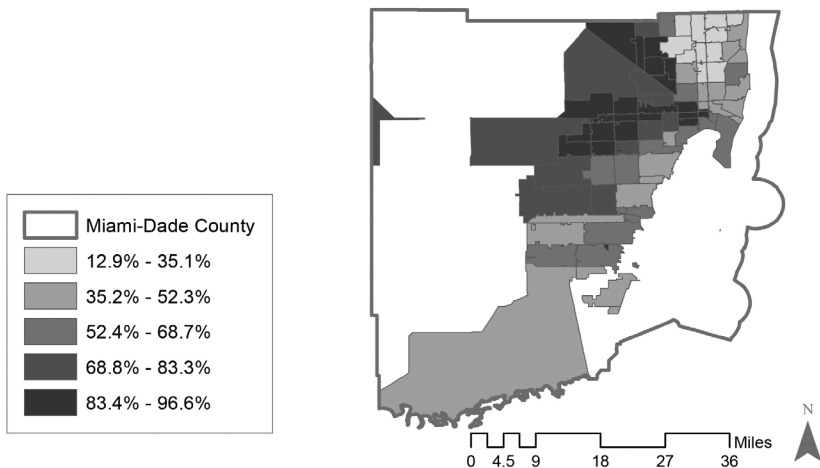 Miami-Dade County
12.9% - 35.1%
35.2% - 52.3%
52.4% - 68.7%
68.8% - 83.3%
83.4% - 96.6%
N
Miles
0 4.5 9 18 27 36